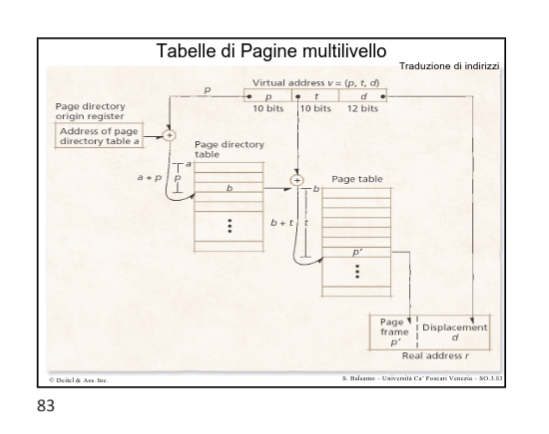 Tabelle di Pagine multilivello
Traduzione di indirizzi
Virtual address v = (p, t, d)
p
p t d
10 bits 10 bits 12 bits
Page directory
origin register
Address of page
directory table a
+
Page directory
table
a
a + p
p
b
+
b
Page table
b + t
t
p'
Page
frame
p'
Displacement
d
Real address r
© Deitel & Ass. Inc.
S. Balsamo – Università Ca' Foscari Venezia – SO.3.83
83